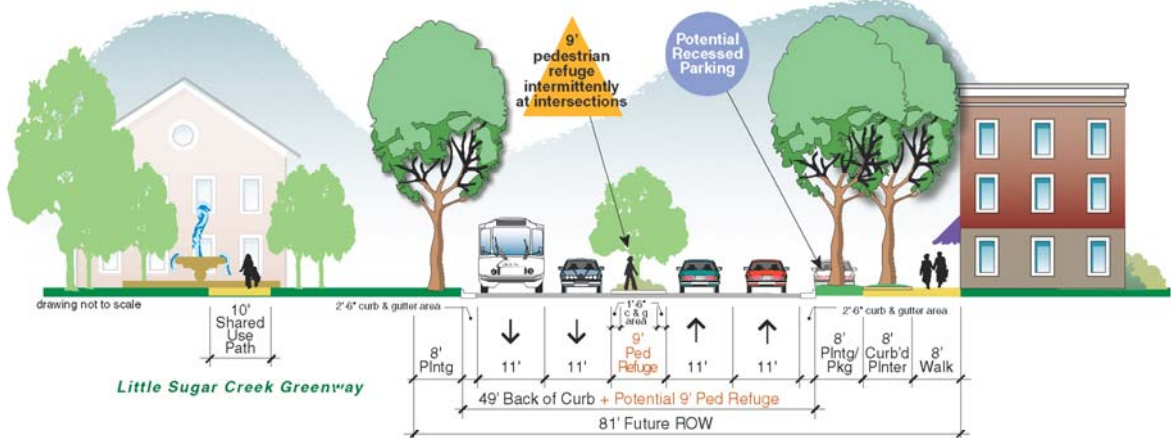 9'
pedestrian
refuge
intermittently
at intersections
Potential
Recessed
Parking
drawing not to scale
10'
Shared
Use
Path
Little Sugar Creek Greenway
2'-6" curb & gutter area
1'-6"
c & g
area
2'-6" curb & gutter area
8'
Plntg
11'
11'
9'
Ped
Refuge
11'
11'
8'
Plntg/
Pkg
8'
Curb'd
Plnter
8'
Walk
49' Back of Curb + Potential 9' Ped Refuge
81' Future ROW